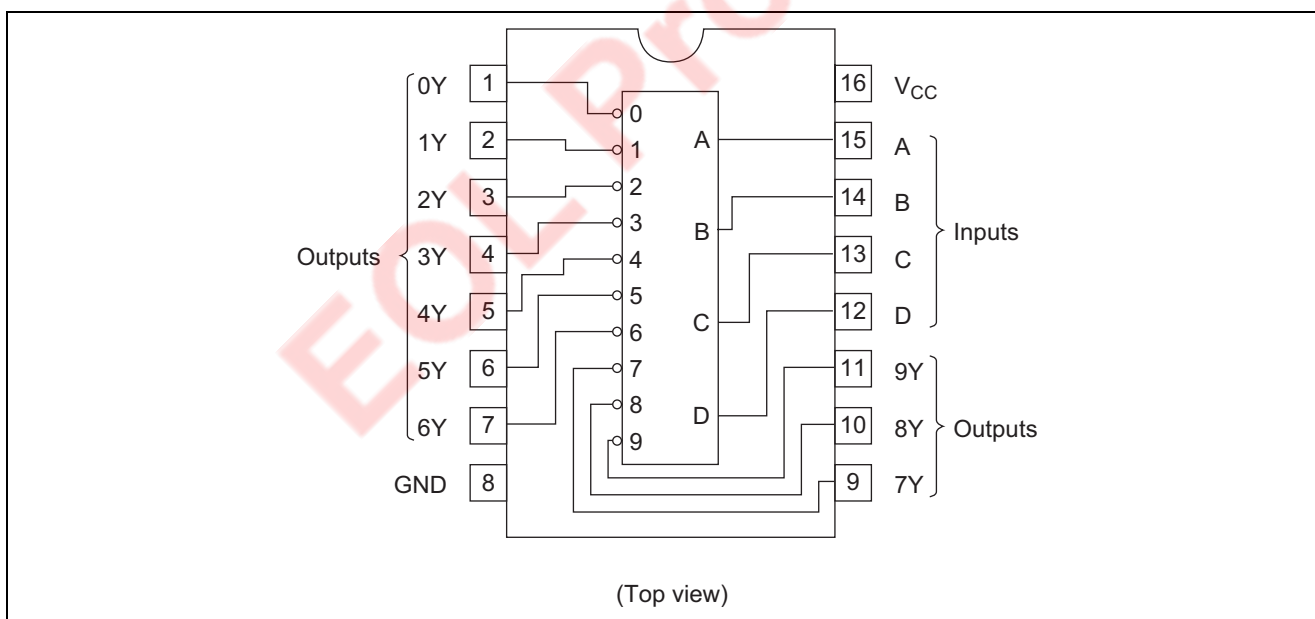 EOL Pro
0Y 1
1Y 2
2Y 3
3Y 4
4Y 5
5Y 6
6Y 7
GND 8
Outputs
0
1
2
3
4
5
6
7
8
9
A
B
C
D
16 VCC
15 A
14 B
13 C
12 D
11 9Y
10 8Y
9 7Y
Inputs
Outputs
(Top view)